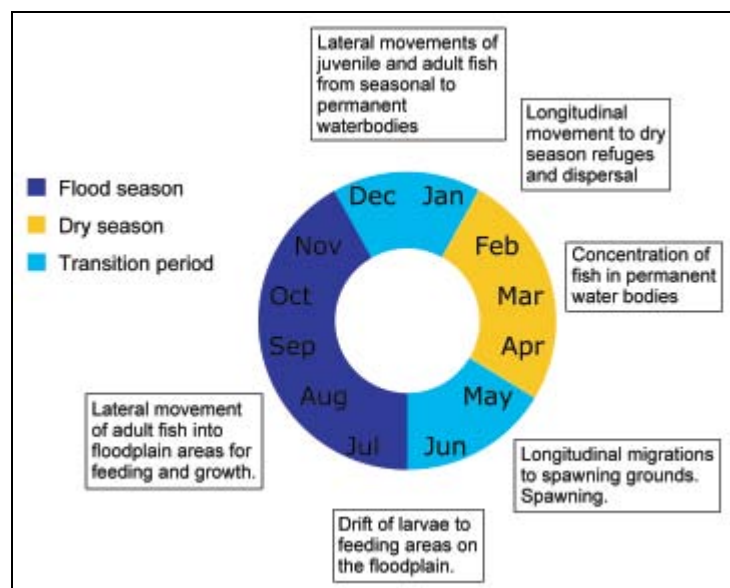 Lateral movements of
juvenile and adult fish
from seasonal to
permanent
waterbodies
Longitudinal
movement to dry
season refuges
and dispersal
Flood season
Dry season
Transition period
Dec
Jan
Feb
Mar
Apr
May
Jun
Jul
Aug
Sep
Oct
Nov
Concentration of
fish in permanent
water bodies
Longitudinal migrations
to spawning grounds.
Spawning.
Drift of larvae to
feeding areas on
the floodplain.
Lateral movement
of adult fish into
floodplain areas for
feeding and growth.